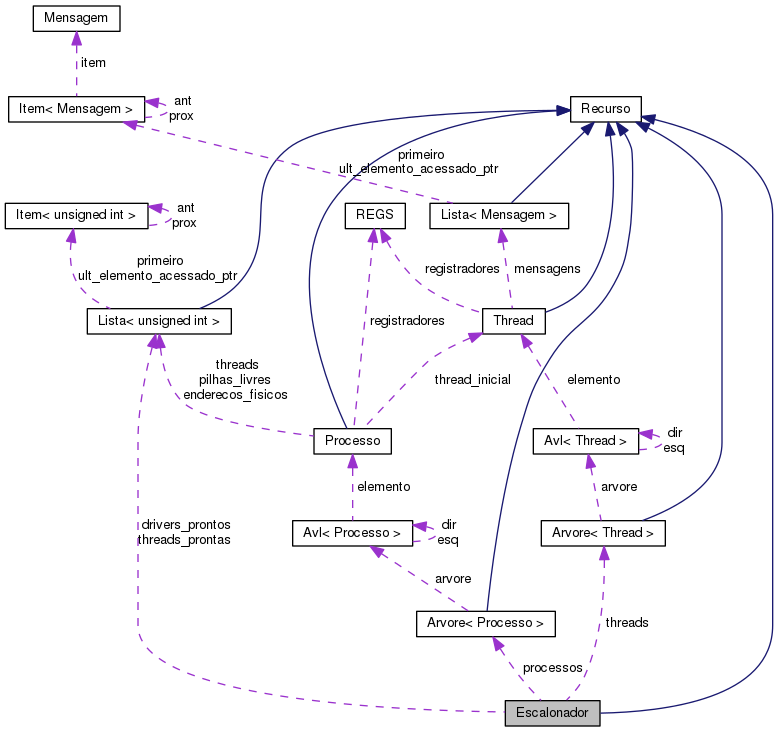 Mensagem
item
Item< Mensagem >
ant
prox
Recurso
primeiro
ult_elemento_acessado_ptr
Item< unsigned int >
ant
prox
REGS
Lista< Mensagem >
primeiro
ult_elemento_acessado_ptr
registradores
mensagens
Lista< unsigned int >
registradores
Thread
threads
pilhas_livres
enderecos_fisicos
thread_inicial
elemento
Processo
Avl< Thread >
dir
esq
elemento
arvore
drivers_prontos
threads_prontas
Avl< Processo >
dir
esq
Arvore< Thread >
arvore
Arvore< Processo >
threads
processos
Escalonador